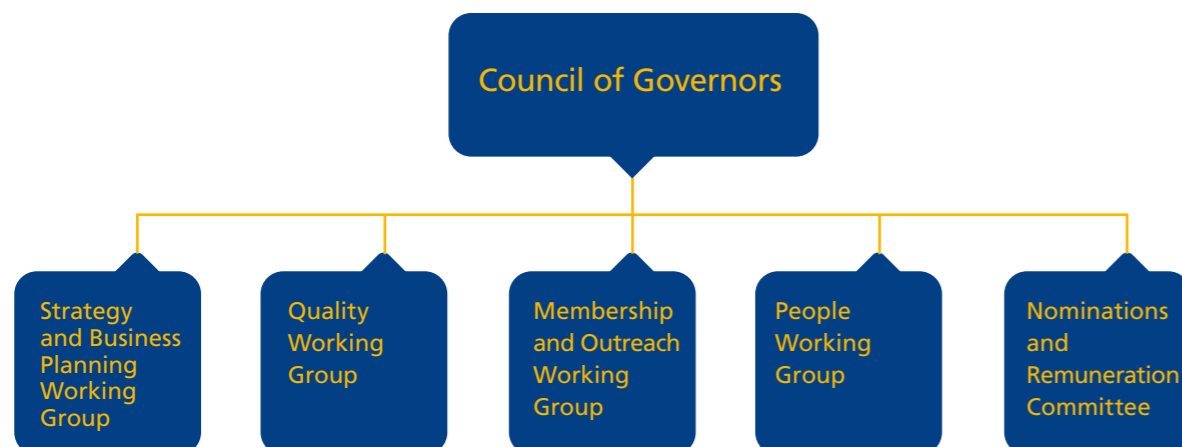 Council of Governors
Strategy
and Business
Planning
Working
Group
Quality
Working
Group
Membership
and Outreach
Working
Group
People
Working
Group
Nominations
and
Remuneration
Committee